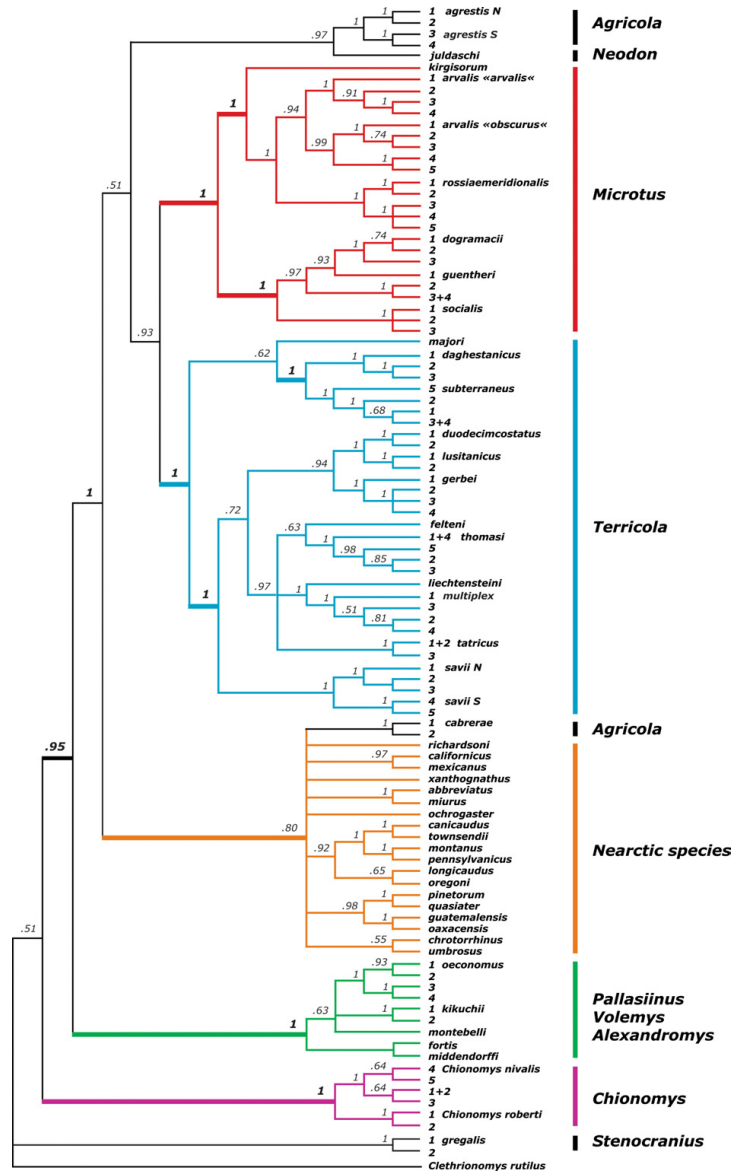 1 agrestis N
1
2
Agricola
1
3 agrestis S
.97
1
4
juldaschi
Neodon
kirgisorum
1 arvalis «arvalis«
1
2
.91
3
1
4
1
.94
1 arvalis «obscurus«
1
2
.74
3
.99
4
1
5
1
1 rossiaemeridionalis
1
2
.51
1
3
1
4
1
5
Microtus
1 dogramacii
.74
1
2
3
.93
1 guentheri
.97
2
1
3+4
1
1 socialis
1
2
3
.93
majori
.62
1 daghestanicus
1
2
1
3
1
5 subterraneus
1
2
1
1
.68
3+4
1 duodecimcostatus
1
2
1
1 lusitanicus
.94
1
2
1
1 gerbei
2
1
3
4
1
1
.72
felteni
.63
1+4 thomasi
1
5
.98
2
.85
3
Terricola
liechtensteini
.97
1
1 multiplex
1
3
.51
2
.81
4
1
1+2 tatricus
1
3
1 savii N
1
2
1
3
1
4 savii S
1
5
1 cabrerae
1
2
Agricola
richardsoni
californicus
.97
mexicanus
.95
xanthognathus
abbreviatus
1
miurus
ochrogaster
canicaudus
1
townsendii
1
.80
montanus
1
pennsylvanicus
.92
longicaudus
.65
oregoni
pinetorum
1
quasiater
.98
guatemalensis
1
oaxacensis
chrotorrhinus
.55
umbrosus
Nearctic species
.51
1 oeconomus
.93
2
1
3
1
4
.63
1 kikuchii
1
2
1
montebelli
fortis
middendorffi
Pallasiinus
Volemys
Alexandromys
4 Chionomys nivalis
.64
5
1
1+2
.64
3
1
1 Chionomys roberti
1
2
Chionomys
1 gregalis
1
2
Stenocranius
Clethrionomys rutilus